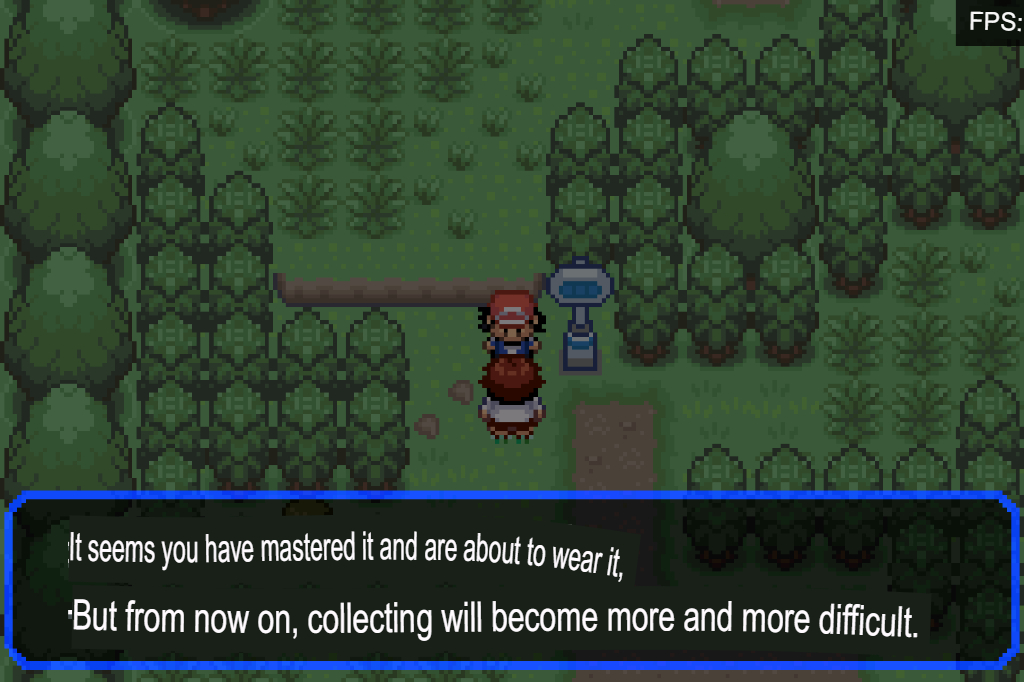 FPS:
It seems you have mastered it and are about to wear it,
But from now on, collecting will become more and more difficult.